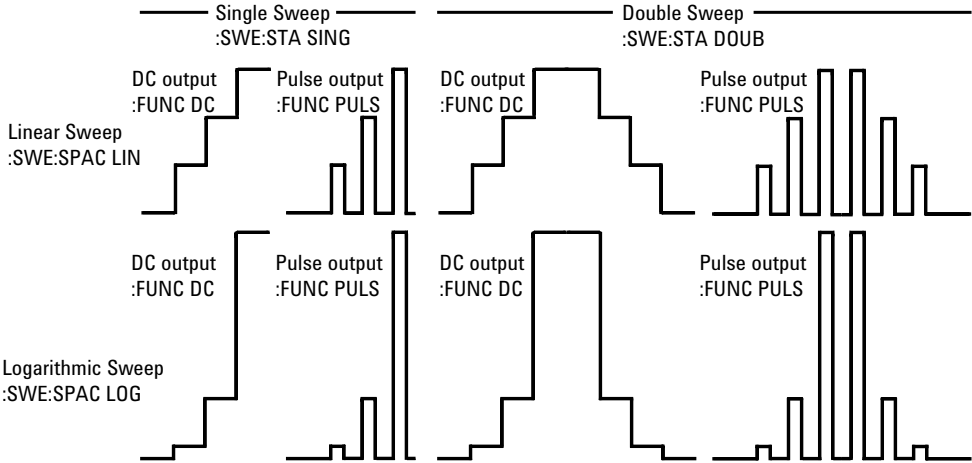 Single Sweep
:SWE:STA SING
Double Sweep
:SWE:STA DOUB
DC output
:FUNC DC
Pulse output
:FUNC PULS
DC output
:FUNC DC
Pulse output
:FUNC PULS
Linear Sweep
:SWE:SPAC LIN
DC output
:FUNC DC
Pulse output
:FUNC PULS
DC output
:FUNC DC
Pulse output
:FUNC PULS
Logarithmic Sweep
:SWE:SPAC LOG